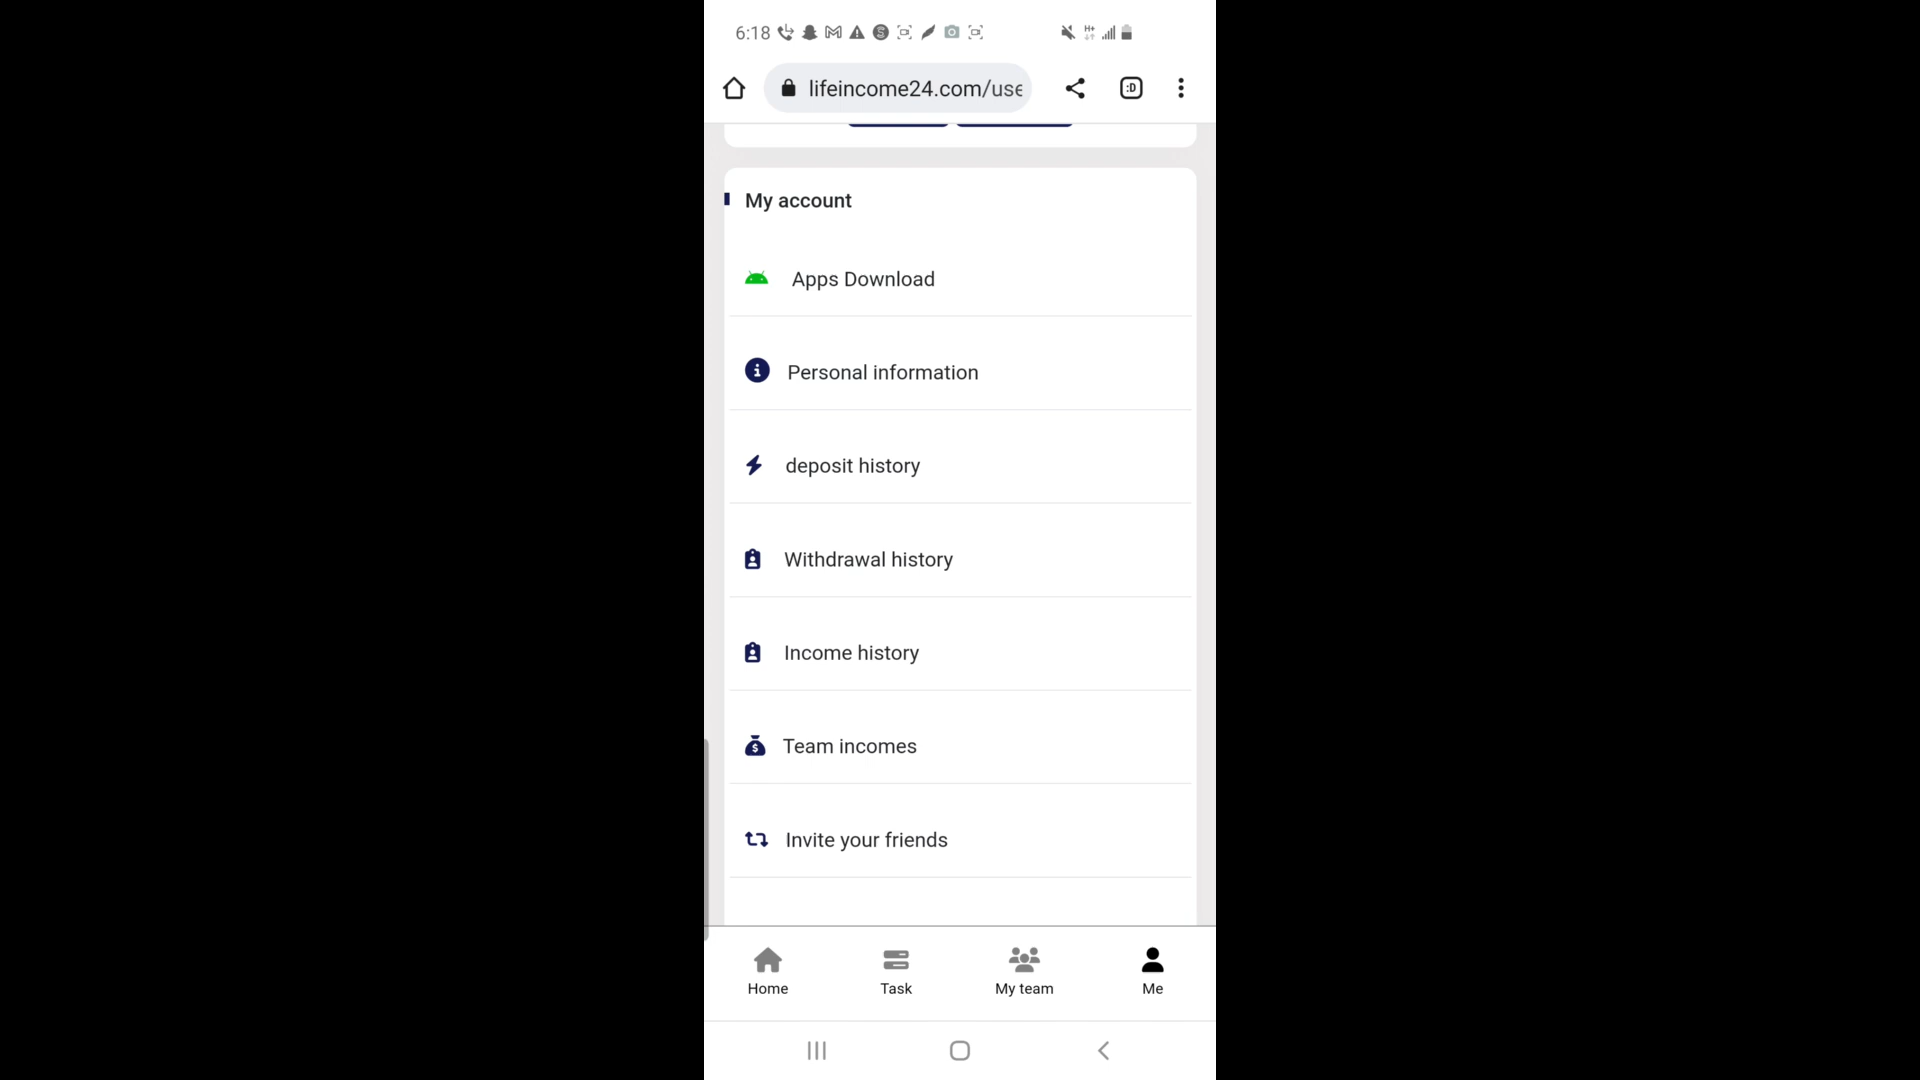 6:18
lifeincome24.com/use
:D
My account
Apps Download
Personal information
deposit history
Withdrawal history
Income history
Team incomes
Invite your friends
Home
Task
My team
Me